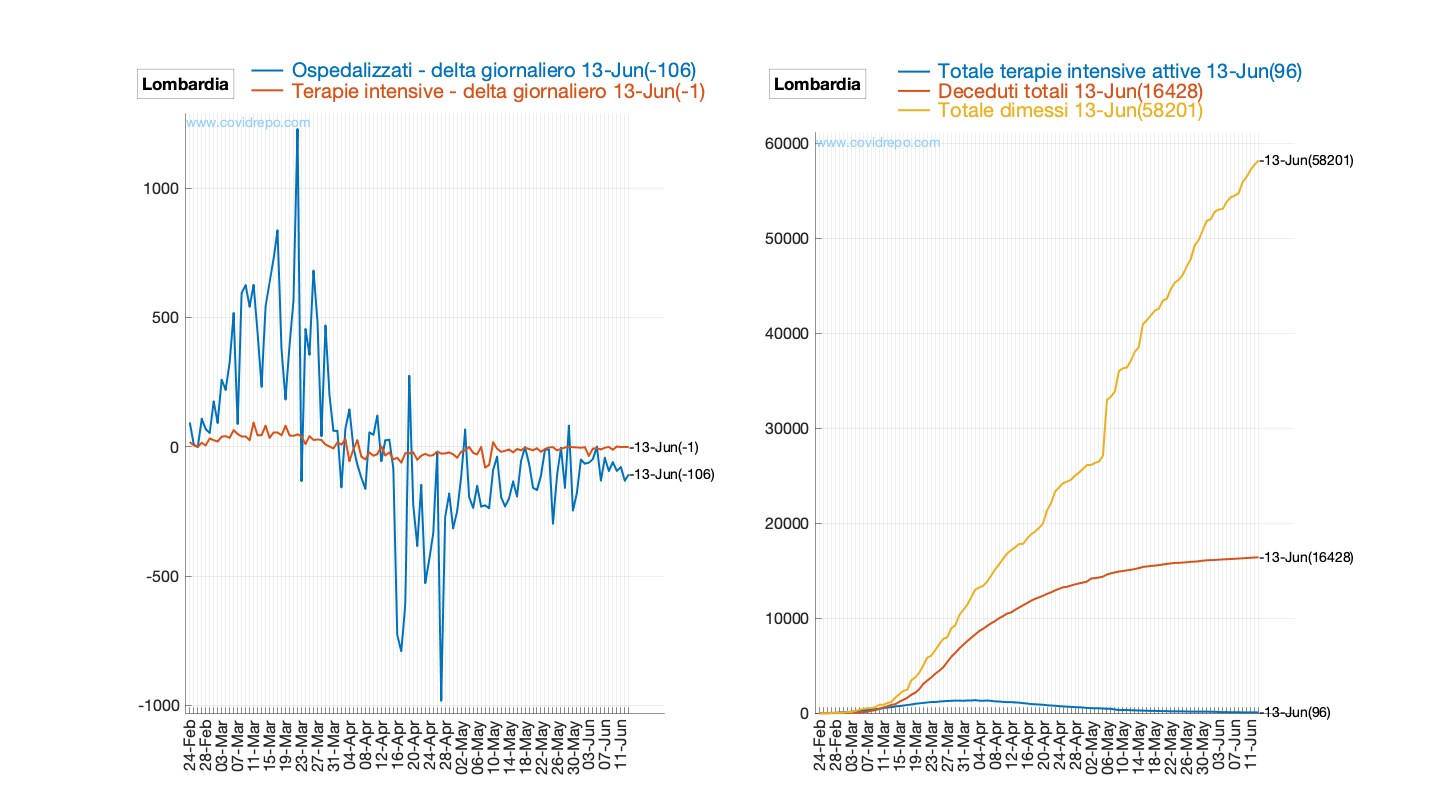 Lombardia
Ospedalizzati - delta giornaliero 13-Jun(-106)
Terapie intensive - delta giornaliero 13-Jun(-1)
www.covidrepo.com
1000
500
0
-500
-1000
-13-Jun(-1)
-13-Jun(-106)
24-Feb
28-Feb
03-Mar
07-Mar
11-Mar
15-Mar
19-Mar
23-Mar
27-Mar
31-Mar
04-Apr
08-Apr
12-Apr
16-Apr
20-Apr
24-Apr
28-Apr
02-May
06-May
10-May
14-May
18-May
22-May
26-May
30-May
03-Jun
07-Jun
11-Jun
Lombardia
Totale terapie intensive attive 13-Jun(96)
Deceduti totali 13-Jun(16428)
Totale dimessi 13-Jun(58201)
www.covidrepo.com
60000
50000
40000
30000
20000
10000
0
-13-Jun(58201)
-13-Jun(16428)
-13-Jun(96)
24-Feb
28-Feb
03-Mar
07-Mar
11-Mar
15-Mar
19-Mar
23-Mar
27-Mar
31-Mar
04-Apr
08-Apr
12-Apr
16-Apr
20-Apr
24-Apr
28-Apr
02-May
06-May
10-May
14-May
18-May
22-May
26-May
30-May
03-Jun
07-Jun
11-Jun